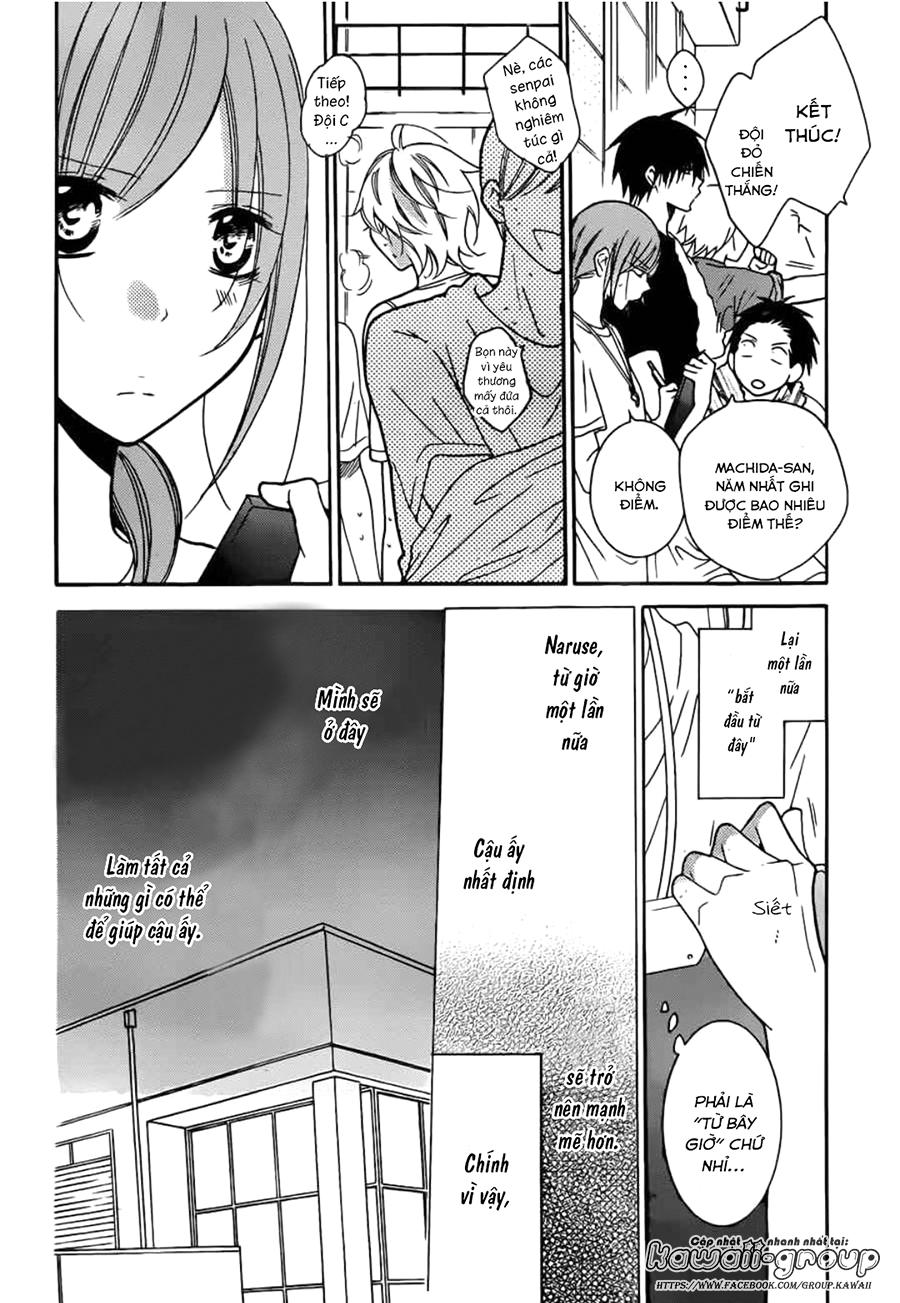 KẾT
THÚC!
ĐỘI
ĐỎ
CHIẾN
THẮNG!
...
MACHIDA-SAN,
NĂM NHẤT GHI
ĐƯỢC BAO NHIÊU
ĐIỂM THẾ?
KHÔNG
ĐIỂM.
Nè, các
senpai
không
nghiêm
túc gì
cả!
Bọn này
vì yêu
thương
mấy đứa
cả thôi.
Tiếp
theo!
Đội C
...
Lại
một lần
nữa
"bắt
đầu từ
đây"
Siết
...
PHẢI LÀ
"TỪ BÂY
GIỜ" CHỨ
NHỈ...
Naruse,
từ giờ
một lần
nữa
Cậu ấy
nhất định
sẽ trở
nên mạnh
mẽ hơn.
Chính
vì vậy,
Mình sẽ
ở đây
Làm tất cả
những gì có thể
để giúp cậu ấy.
Cập nhật nhanh nhất tại:
kawaii-group
HTTPS://WWW.FACEBOOK.COM/GROUP.KAWAII